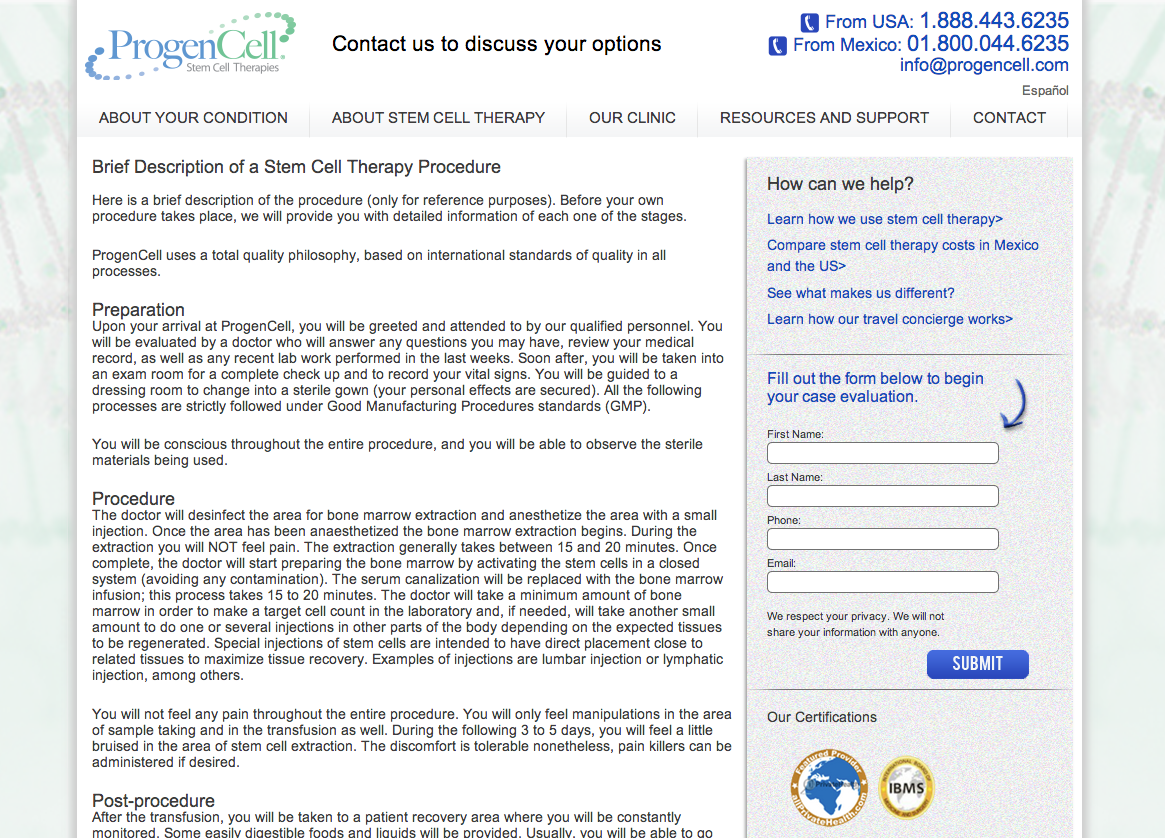 ProgenCell
Stem Cell Therapies
Contact us to discuss your options
From USA: 1.888.443.6235
From Mexico: 01.800.044.6235
info@progencell.com
Español
ABOUT YOUR CONDITION
ABOUT STEM CELL THERAPY
OUR CLINIC
RESOURCES AND SUPPORT
CONTACT
Brief Description of a Stem Cell Therapy Procedure
Here is a brief description of the procedure (only for reference purposes). Before your own
procedure takes place, we will provide you with detailed information of each one of the stages.
ProgenCell uses a total quality philosophy, based on international standards of quality in all
processes.
Preparation
Upon your arrival at ProgenCell, you will be greeted and attended to by our qualified personnel. You
will be evaluated by a doctor who will answer any questions you may have, review your medical
record, as well as any recent lab work performed in the last weeks. Soon after, you will be taken into
an exam room for a complete check up and to record your vital signs. You will be guided to a
dressing room to change into a sterile gown (your personal effects are secured). All the following
processes are strictly followed under Good Manufacturing Procedures standards (GMP).
You will be conscious throughout the entire procedure, and you will be able to observe the sterile
materials being used.
Procedure
The doctor will desinfect the area for bone marrow extraction and anesthetize the area with a small
injection. Once the area has been anaesthetized the bone marrow extraction begins. During the
extraction you will NOT feel pain. The extraction generally takes between 15 and 20 minutes. Once
complete, the doctor will start preparing the bone marrow by activating the stem cells in a closed
system (avoiding any contamination). The serum canalization will be replaced with the bone marrow
infusion; this process takes 15 to 20 minutes. The doctor will take a minimum amount of bone
marrow in order to make a target cell count in the laboratory and, if needed, will take another small
amount to do one or several injections in other parts of the body depending on the expected tissues
to be regenerated. Special injections of stem cells are intended to have direct placement close to
related tissues to maximize tissue recovery. Examples of injections are lumbar injection or lymphatic
injection, among others.
You will not feel any pain throughout the entire procedure. You will only feel manipulations in the area
of sample taking and in the transfusion as well. During the following 3 to 5 days, you will feel a little
bruised in the area of stem cell extraction. The discomfort is tolerable nonetheless, pain killers can be
administered if desired.
Post-procedure
After the transfusion, you will be taken to a patient recovery area where you will be constantly
monitored. Some easily digestible foods and liquids will be provided. Usually, you will be able to go
How can we help?
Learn how we use stem cell therapy>
Compare stem cell therapy costs in Mexico
and the US>
See what makes us different?
Learn how our travel concierge works>
Fill out the form below to begin
your case evaluation.
First Name:
Last Name:
Phone:
Email:
We respect your privacy. We will not
share your information with anyone.
SUBMIT
Our Certifications
Featured Provider
IBMS